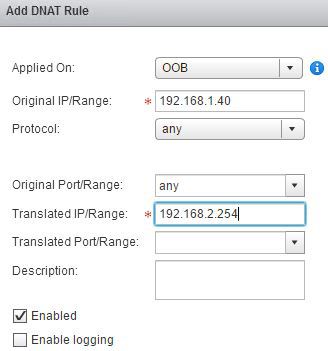 Add DNAT Rule
Applied On: OOB
Original IP/Range: * 192.168.1.40
Protocol: any
Original Port/Range: any
Translated IP/Range: * 192.168.2.254
Translated Port/Range:
Description:
Enabled
Enable logging